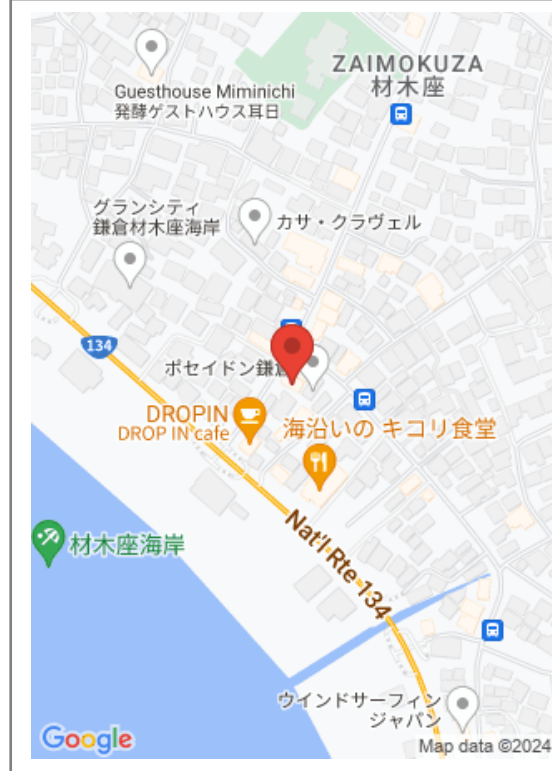 ZAIMOKUZA
材木座
Guesthouse Miminichi
発酵ゲストハウス耳日
グランシティ
鎌倉材木座海岸
カサ・クラヴェル
134
ポセイドン鎌倉
DROPIN
DROP IN cafe
海沿いの キコリ食堂
Nat'l Rte 134
材木座海岸
ウインドサーフィン
ジャパン
Google
Map data ©2024